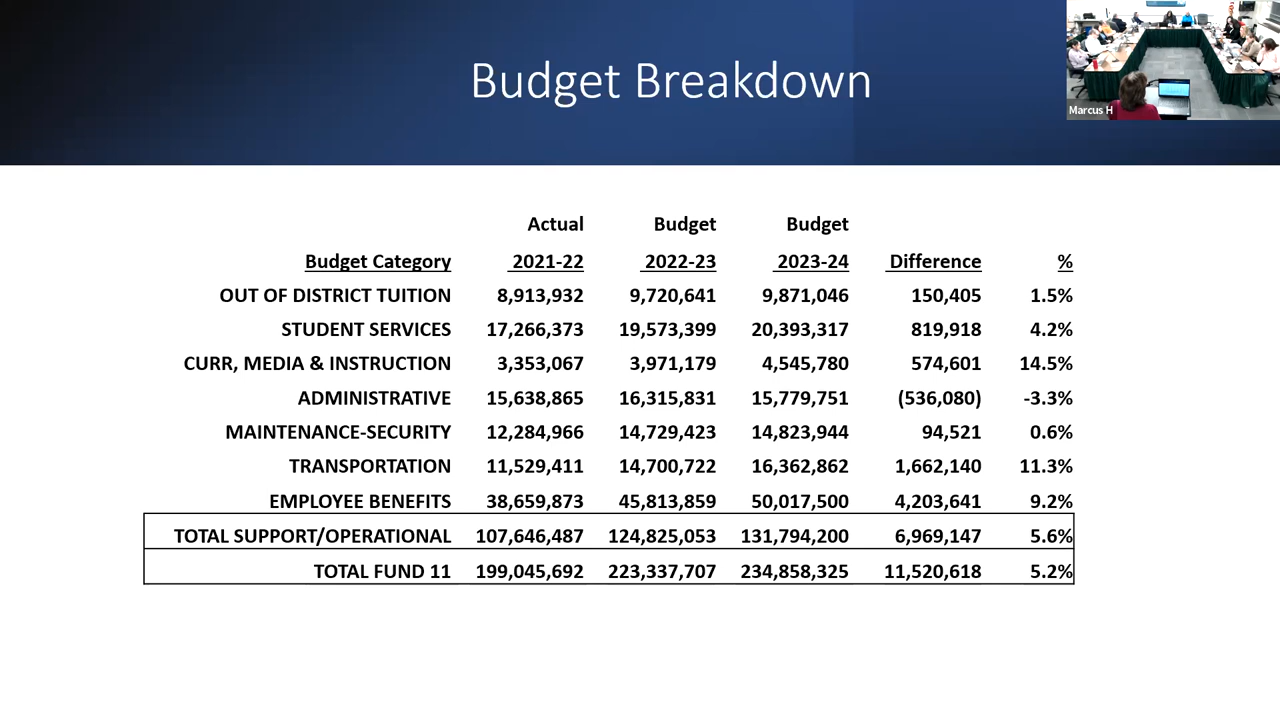 Budget Breakdown
Marcus H
Actual Budget Budget
Budget Category 2021-22 2022-23 2023-24 Difference %
OUT OF DISTRICT TUITION 8,913,932 9,720,641 9,871,046 150,405 1.5%
STUDENT SERVICES 17,266,373 19,573,399 20,393,317 819,918 4.2%
CURR, MEDIA & INSTRUCTION 3,353,067 3,971,179 4,545,780 574,601 14.5%
ADMINISTRATIVE 15,638,865 16,315,831 15,779,751 (536,080) -3.3%
MAINTENANCE-SECURITY 12,284,966 14,729,423 14,823,944 94,521 0.6%
TRANSPORTATION 11,529,411 14,700,722 16,362,862 1,662,140 11.3%
EMPLOYEE BENEFITS 38,659,873 45,813,859 50,017,500 4,203,641 9.2%
TOTAL SUPPORT/OPERATIONAL 107,646,487 124,825,053 131,794,200 6,969,147 5.6%
TOTAL FUND 11 199,045,692 223,337,707 234,858,325 11,520,618 5.2%